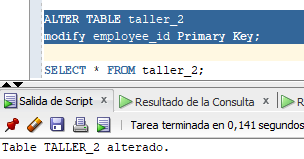 ALTER TABLE taller_2
modify employee_id Primary Key;
SELECT * FROM taller_2;
Salida de Script x Resultado de la Consulta x
Tarea terminada en 0,141 segundos
Table TALLER_2 alterado.